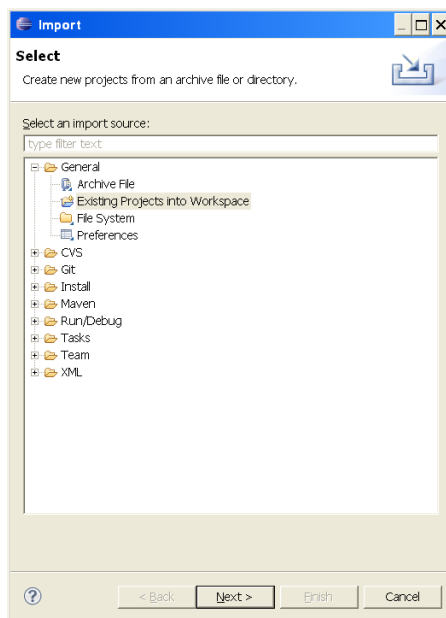 Import
Select
Create new projects from an archive file or directory.
Select an import source:
type filter text
General
Archive File
Existing Projects into Workspace
File System
Preferences
CVS
Git
Install
Maven
Run/Debug
Tasks
Team
XML
< Back Next > Finish Cancel